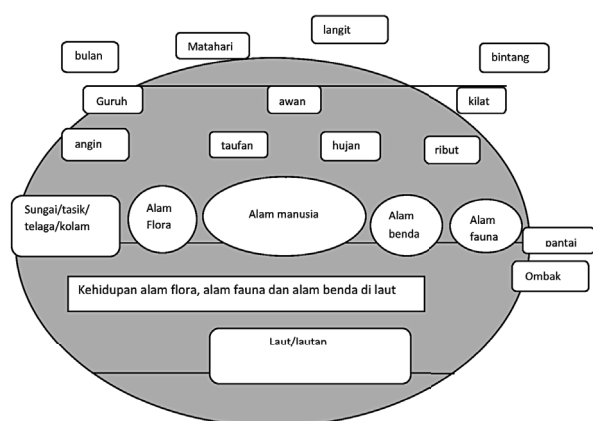 langit
Matahari
bulan
bintang
Guruh
awan
kilat
angin
taufan
hujan
ribut
Sungai/tasik/
telaga/kolam
Alam
Flora
Alam manusia
Alam
benda
Alam
fauna
pantai
Ombak
Kehidupan alam flora, alam fauna dan alam benda di laut
Laut/lautan